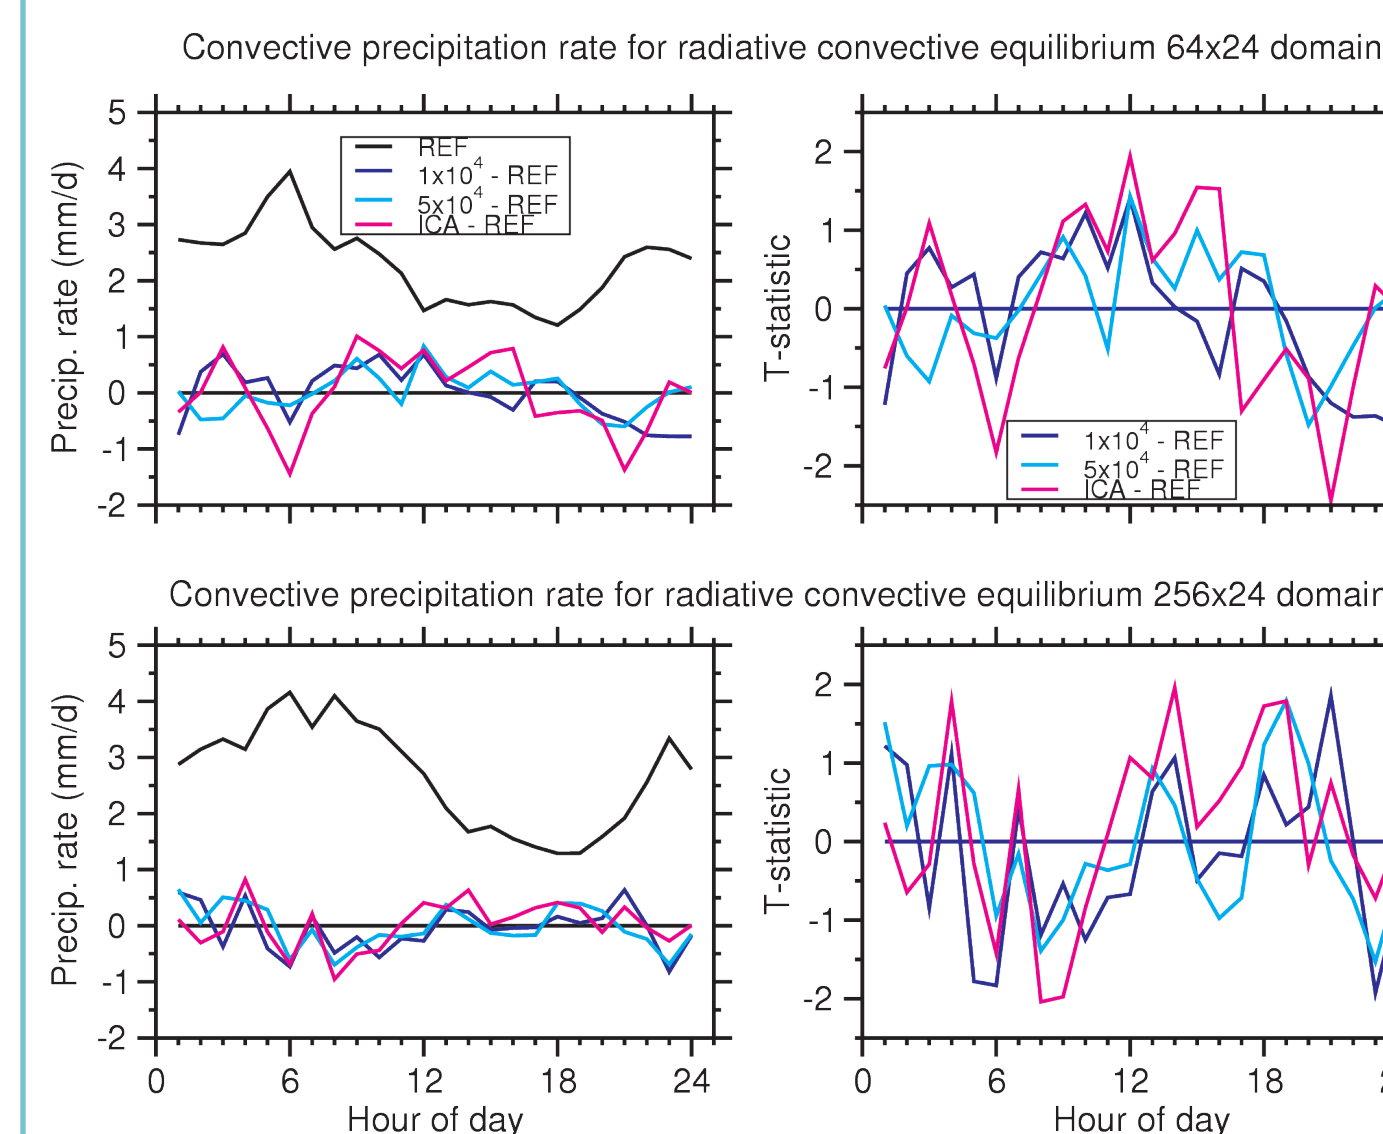 Convective precipitation rate for radiative convective equilibrium 64x24 domain
5
4
3
2
1
0
-1
-2
Precip. rate (mm/d)
REF
1x10⁴ - REF
5x10⁴ - REF
ICA - REF
2
1
0
-1
-2
T-statistic
1x10⁴ - REF
5x10⁴ - REF
ICA - REF
Convective precipitation rate for radiative convective equilibrium 256x24 domain
5
4
3
2
1
0
-1
-2
Precip. rate (mm/d)
0 6 12 18 24
Hour of day
2
1
0
-1
-2
T-statistic
0 6 12 18
Hour of day